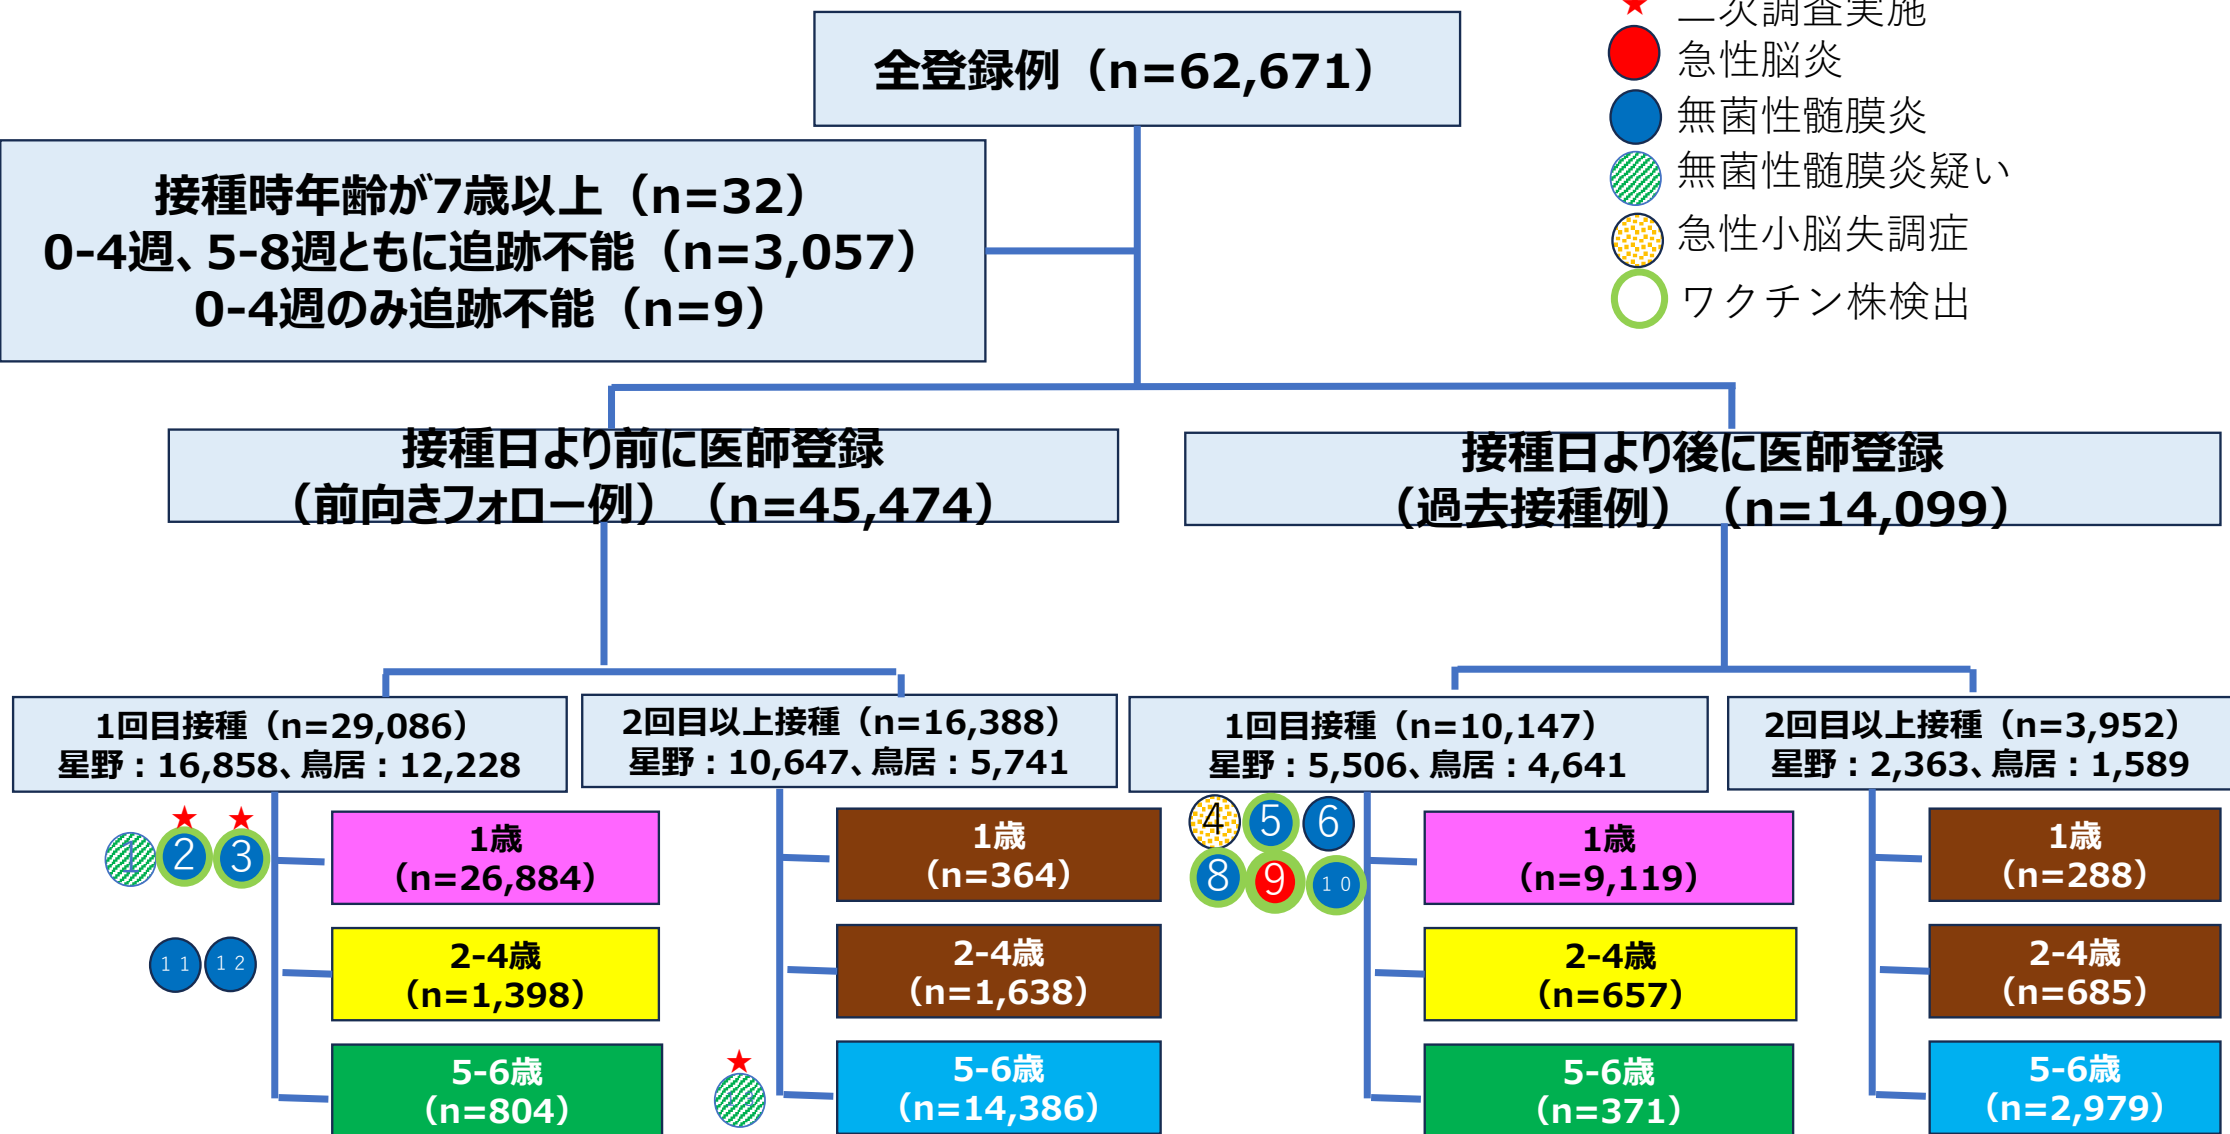 全登録例（n=62,671）
二次調査実施
急性脳炎
無菌性髄膜炎
無菌性髄膜炎疑い
急性小脳失調症
ワクチン株検出
接種時年齢が7歳以上（n=32）
0-4週、5-8週ともに追跡不能（n=3,057）
0-4週のみ追跡不能（n=9）
接種日より前に医師登録
（前向きフォロー例）（n=45,474）
接種日より後に医師登録
（過去接種例）（n=14,099）
1回目接種（n=29,086）
星野：16,858、鳥居：12,228
2回目以上接種（n=16,388）
星野：10,647、鳥居：5,741
1回目接種（n=10,147）
星野：5,506、鳥居：4,641
2回目以上接種（n=3,952）
星野：2,363、鳥居：1,589
1
2
3
1歳
（n=26,884）
11
12
2-4歳
（n=1,398）
5-6歳
（n=804）
1歳
（n=364）
2-4歳
（n=1,638）
5-6歳
（n=14,386）
4
5
6
8
9
10
1歳
（n=9,119）
2-4歳
（n=657）
5-6歳
（n=371）
1歳
（n=288）
2-4歳
（n=685）
5-6歳
（n=2,979）